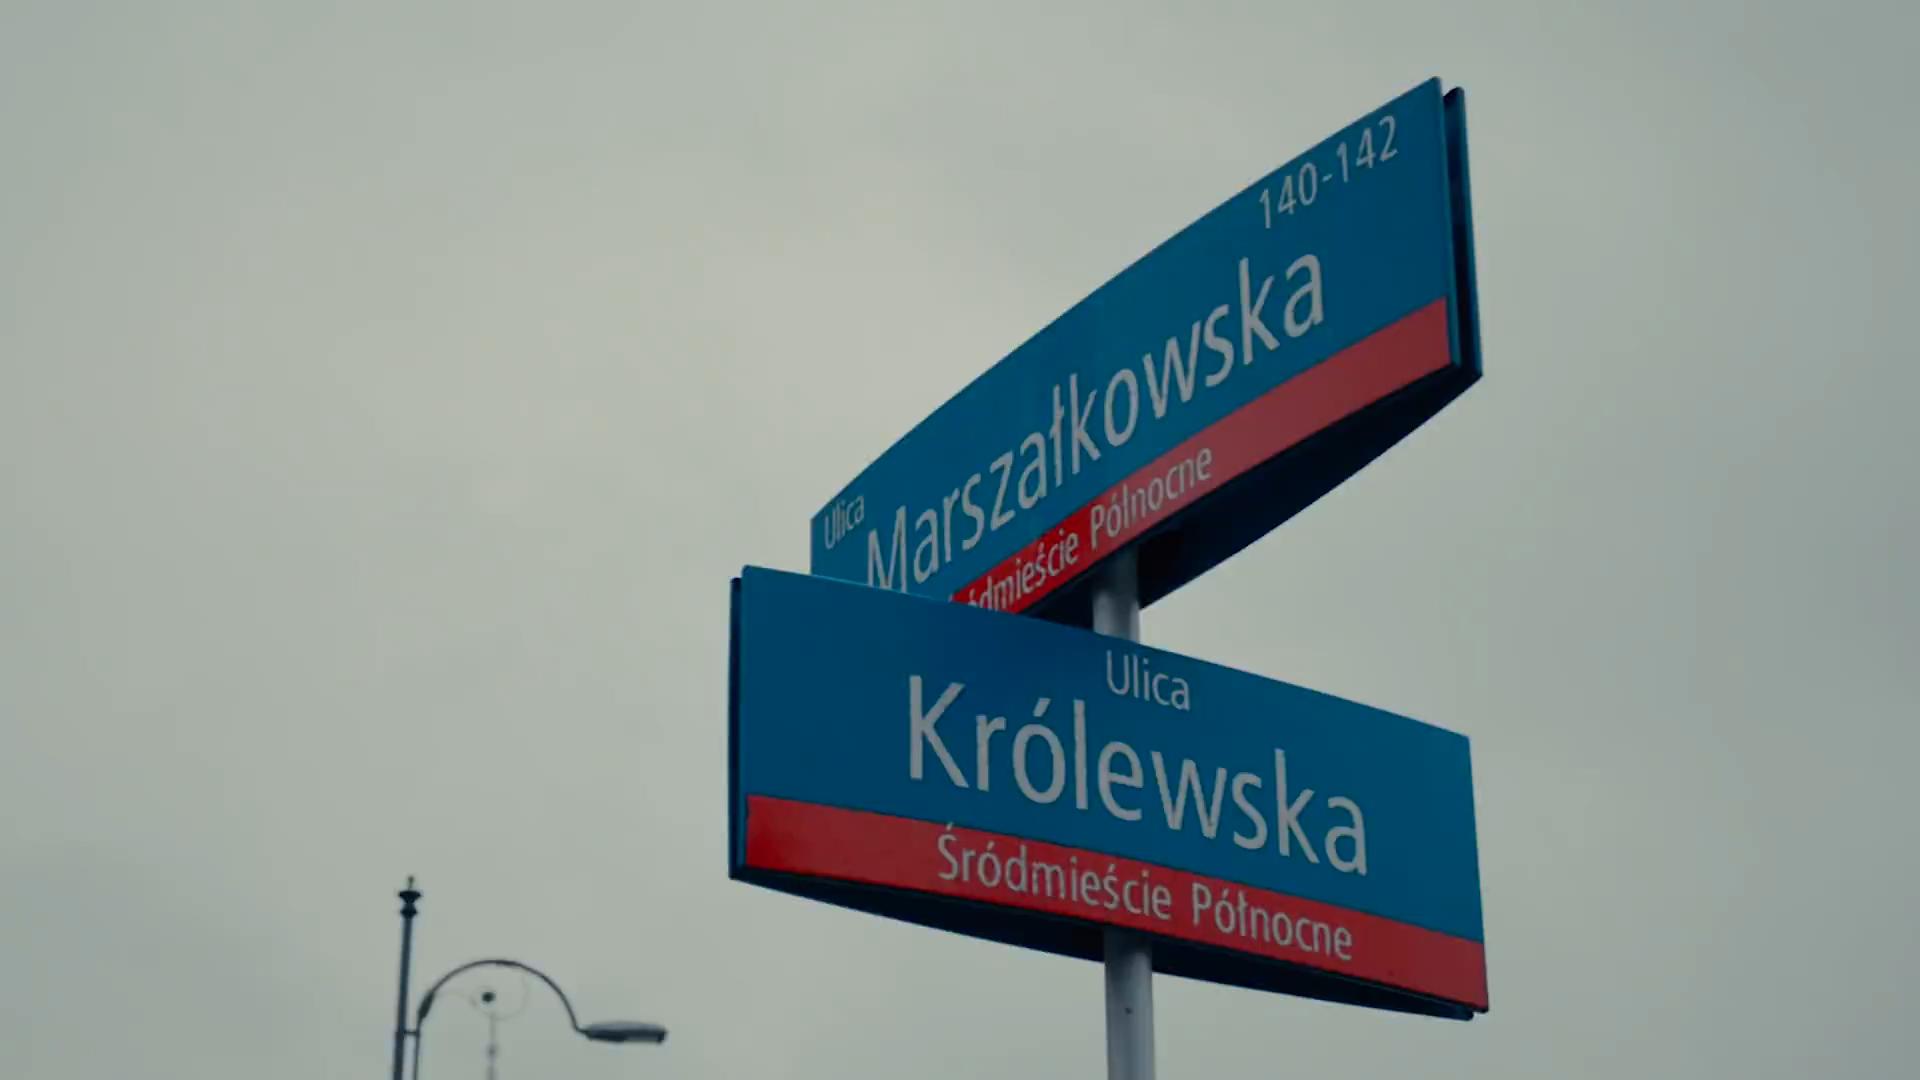 140-142
Ulica
Marszałkowska
Śródmieście Północne
Ulica
Królewska
Śródmieście Północne